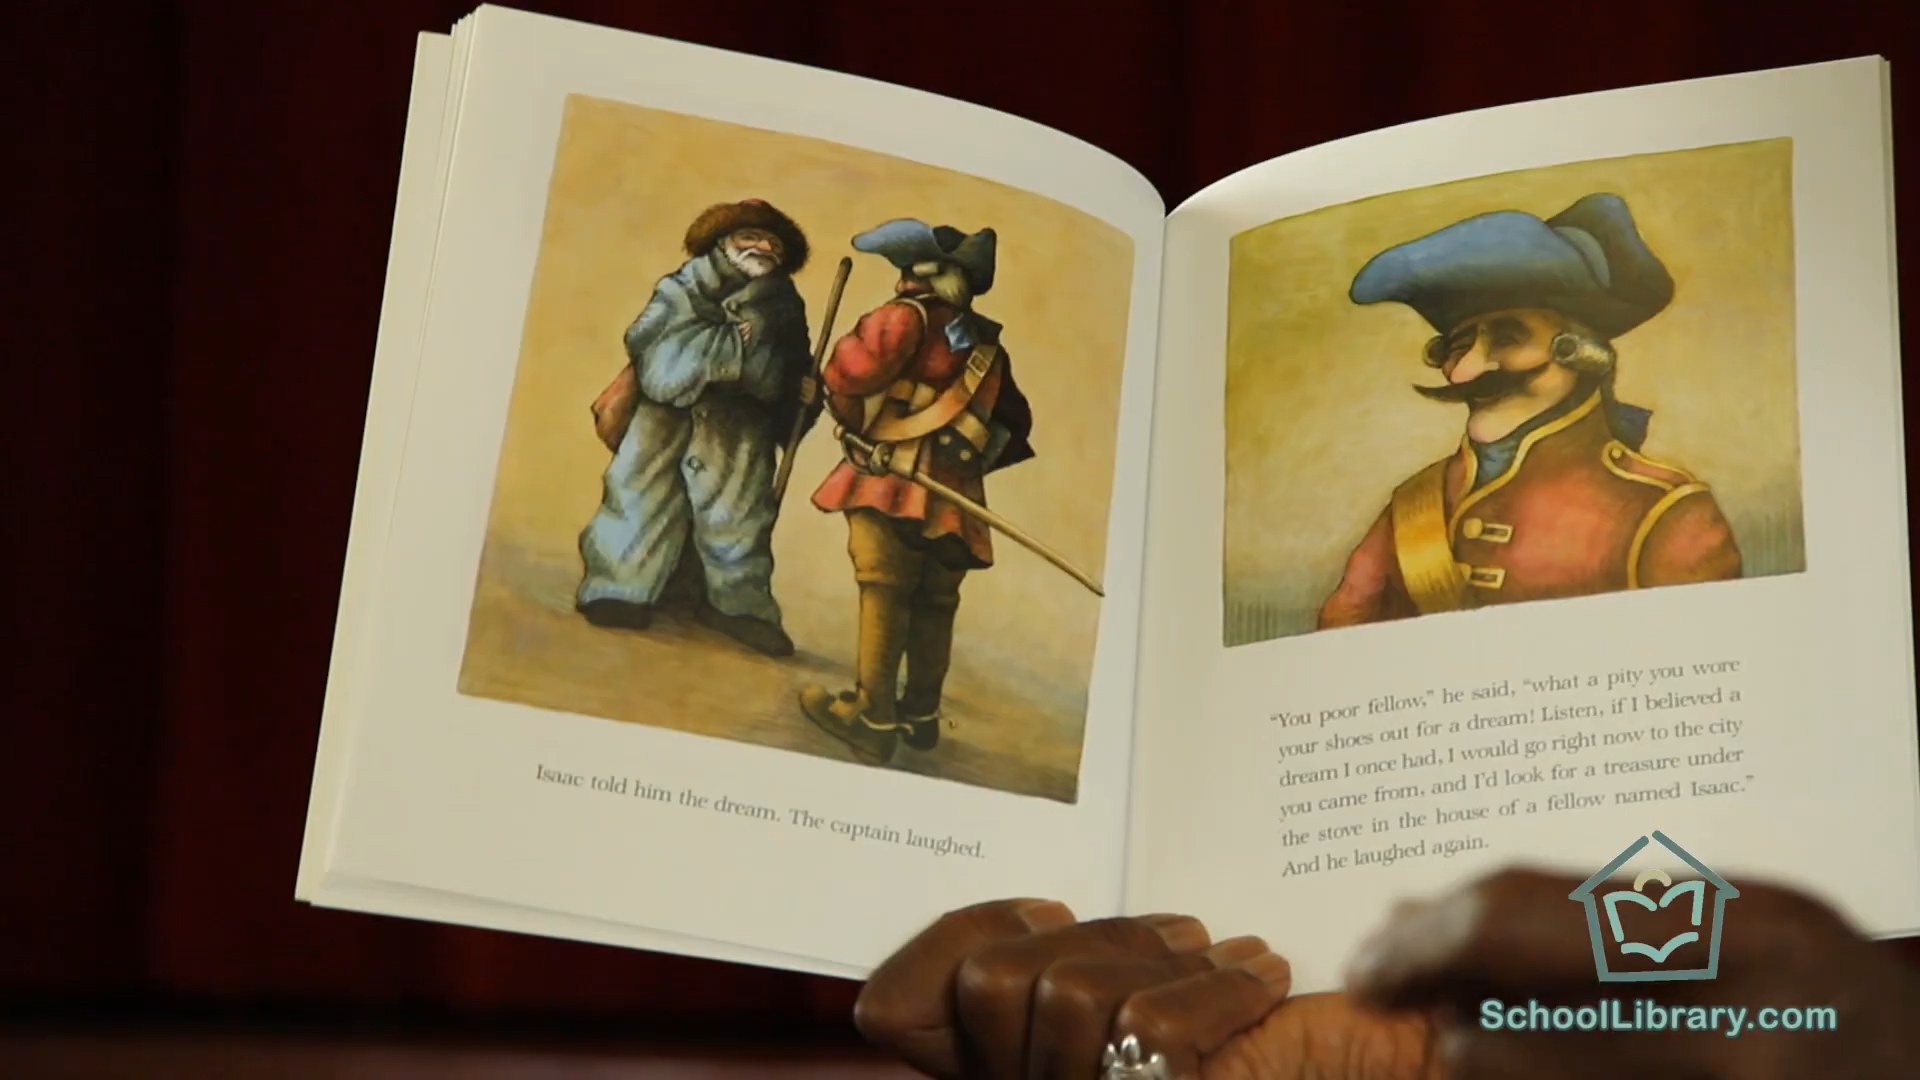 Isaac told him the dream. The captain laughed.
“You poor fellow,” he said, “what a pity you wore
your shoes out for a dream! Listen, if I believed a
dream I once had, I would go right now to the city
you came from, and I’d look for a treasure under
the stove in the house of a fellow named Isaac.”
And he laughed again.
SchoolLibrary.com